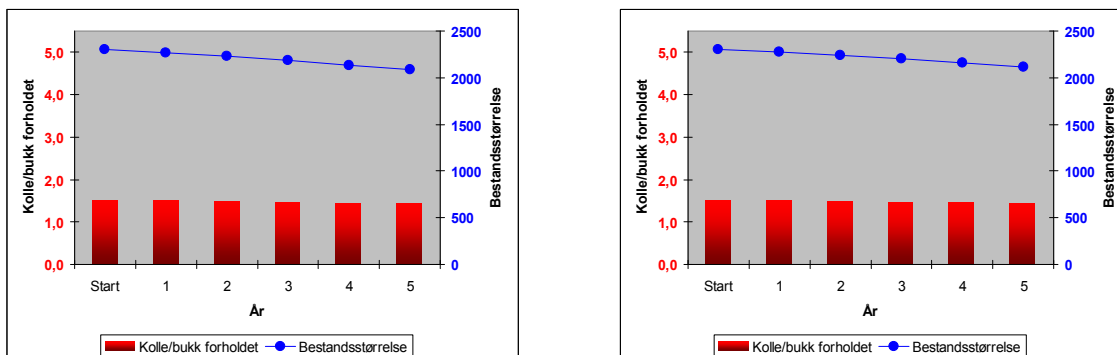 Kolle/bukk forholdet
5,0
4,0
3,0
2,0
1,0
0,0
2500
2000
1500
1000
500
0
Bestandsstørrelse
Start 1 2 3 4 5
År
Kolle/bukk forholdet Bestandsstørrelse
Kolle/bukk forholdet
5,0
4,0
3,0
2,0
1,0
0,0
2500
2000
1500
1000
500
0
Bestandsstørrelse
Start 1 2 3 4 5
År
Kolle/bukk forholdet Bestandsstørrelse